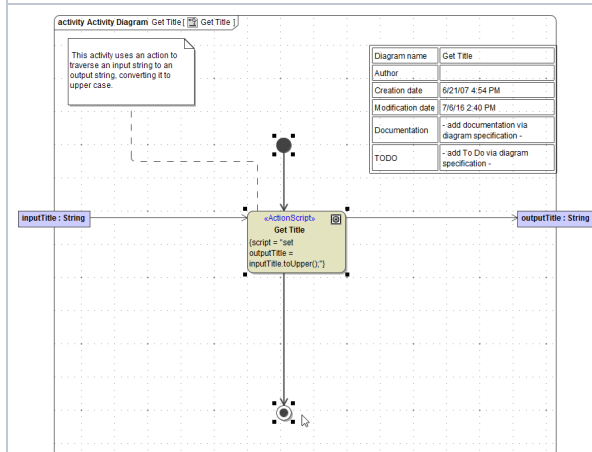 activity Activity Diagram Get Title [ Get Title ]
This activity uses an action to
traverse an input string to an
output string, converting it to
upper case.
Diagram name Get Title
Author
Creation date 6/21/07 4:54 PM
Modification date 7/6/16 2:40 PM
Documentation - add documentation via
diagram specification -
TODO - add To Do via diagram
specification -
inputTitle : String
«ActionScript»
Get Title
{script = "set
outputTitle =
inputTitle.toUpper();"}
outputTitle : String